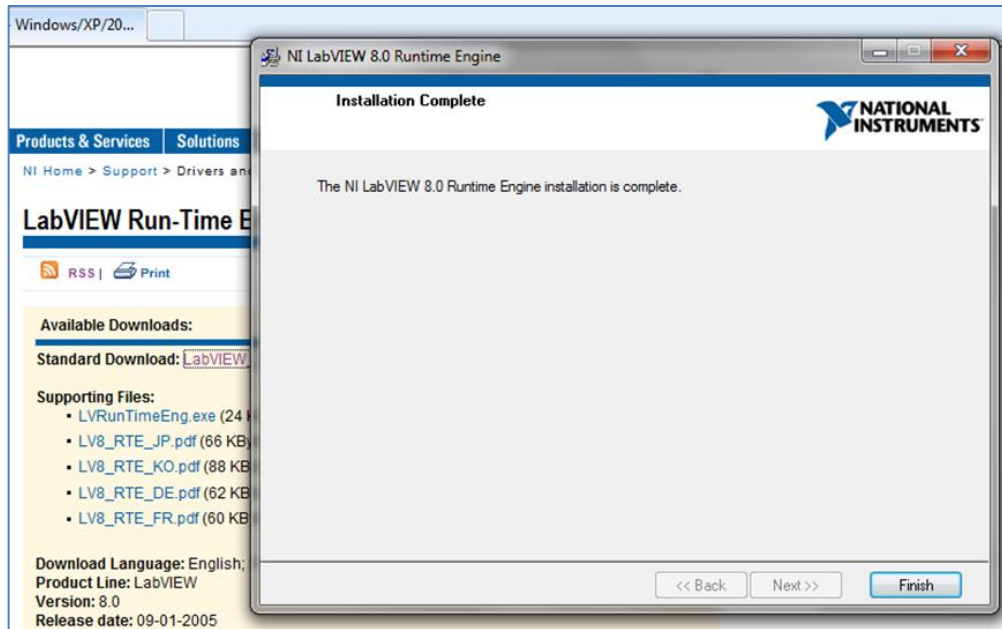 Windows/XP/20...
NI LabVIEW 8.0 Runtime Engine
Installation Complete
NATIONAL
INSTRUMENTS
The NI LabVIEW 8.0 Runtime Engine installation is complete.
<< Back
Next >>
Finish
Products & Services
Solutions
NI Home > Support > Drivers an
LabVIEW Run-Time E
RSS |
Print
Available Downloads:
Standard Download: LabVIEW_
Supporting Files:
▪ LVRunTimeEng.exe (24
▪ LV8_RTE_JP.pdf (66 KBy
▪ LV8_RTE_KO.pdf (88 KB
▪ LV8_RTE_DE.pdf (62 KB
▪ LV8_RTE_FR.pdf (60 KB
Download Language: English;
Product Line: LabVIEW
Version: 8.0
Release date: 09-01-2005